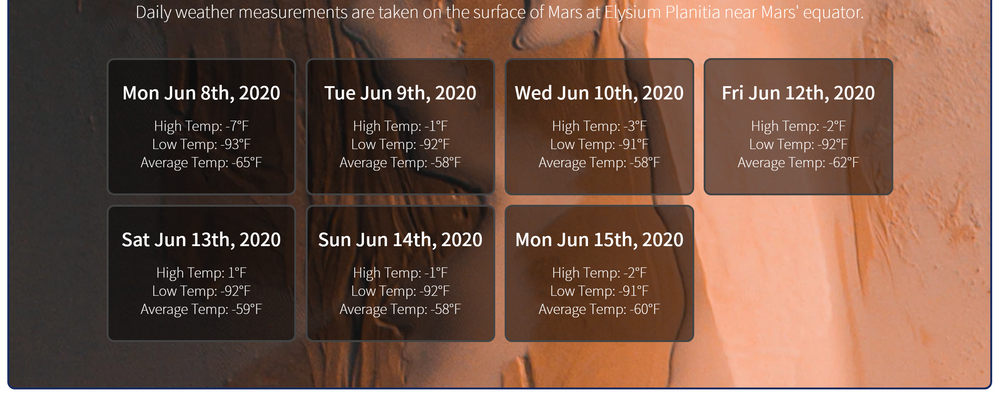 Daily weather measurements are taken on the surface of Mars at Elysium Planitia near Mars' equator.
Mon Jun 8th, 2020
High Temp: -7°F
Low Temp: -93°F
Average Temp: -65°F
Tue Jun 9th, 2020
High Temp: -1°F
Low Temp: -92°F
Average Temp: -58°F
Wed Jun 10th, 2020
High Temp: -3°F
Low Temp: -91°F
Average Temp: -58°F
Fri Jun 12th, 2020
High Temp: -2°F
Low Temp: -92°F
Average Temp: -62°F
Sat Jun 13th, 2020
High Temp: 1°F
Low Temp: -92°F
Average Temp: -59°F
Sun Jun 14th, 2020
High Temp: -1°F
Low Temp: -92°F
Average Temp: -58°F
Mon Jun 15th, 2020
High Temp: -2°F
Low Temp: -91°F
Average Temp: -60°F